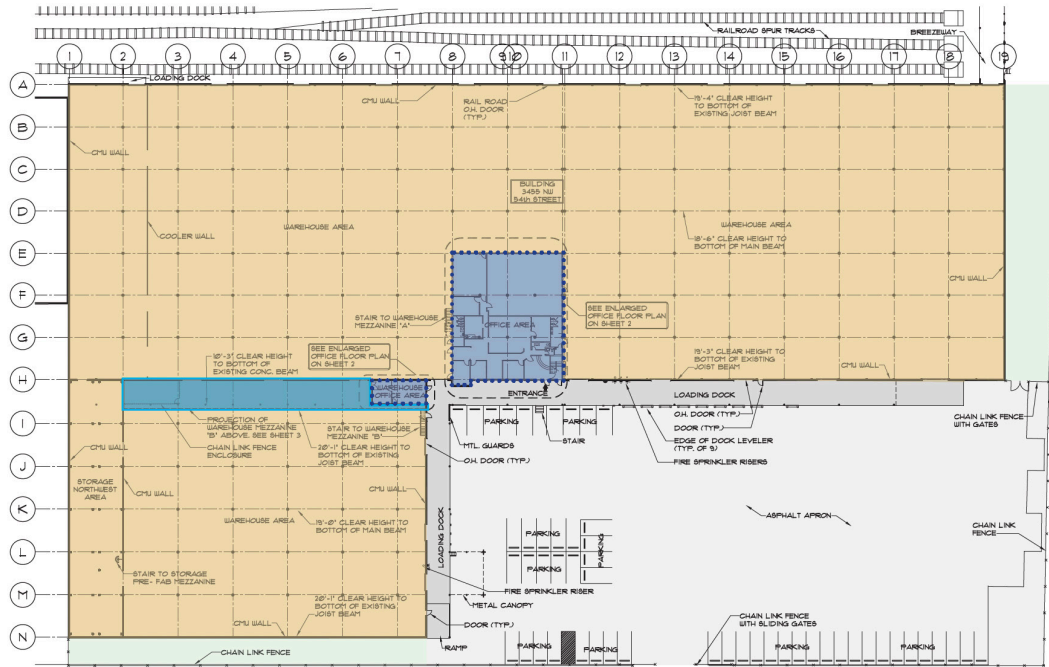 RAILROAD SPUR TRACKS
BREEZEWAY
1
2
3
4
5
6
7
8
9
10
11
12
13
14
15
16
17
18
19
A
B
C
D
E
F
G
H
I
J
K
L
M
N
LOADING DOCK
CMU WALL
RAIL ROAD
O.H. DOOR
(TYP.)
19'-4" CLEAR HEIGHT
TO BOTTOM OF
EXISTING JOIST BEAM
CMU WALL
BUILDING
3455 NW
54th STREET
COOLER WALL
WAREHOUSE AREA
WAREHOUSE AREA
18'-6" CLEAR HEIGHT TO
BOTTOM OF MAIN BEAM
CMU WALL
STAIR TO WAREHOUSE
MEZZANINE 'A'
OFFICE AREA
SEE ENLARGED
OFFICE FLOOR PLAN
ON SHEET 2
SEE ENLARGED
OFFICE FLOOR PLAN
ON SHEET 2
10'-3" CLEAR HEIGHT
TO BOTTOM OF
EXISTING CONC. BEAM
19'-3" CLEAR HEIGHT TO
BOTTOM OF EXISTING
JOIST BEAM
CMU WALL
WAREHOUSE
OFFICE AREA
ENTRANCE
LOADING DOCK
PROJECTION OF
WAREHOUSE MEZZANINE
'B' ABOVE. SEE SHEET 3
CHAIN LINK FENCE
ENCLOSURE
STAIR TO WAREHOUSE
MEZZANINE 'B'
20'-1" CLEAR HEIGHT TO
BOTTOM OF EXISTING
JOIST BEAM
PARKING
PARKING
STAIR
MTL. GUARDS
O.H. DOOR (TYP.)
O.H. DOOR (TYP.)
DOOR (TYP.)
EDGE OF DOCK LEVELER
(TYP. OF 9)
FIRE SPRINKLER RISERS
CHAIN LINK FENCE
WITH GATES
CMU WALL
STORAGE
NORTHWEST
AREA
CMU WALL
CMU WALL
WAREHOUSE AREA
19'-0" CLEAR HEIGHT TO
BOTTOM OF MAIN BEAM
LOADING DOCK
PARKING
PARKING
PARKING
ASPHALT APRON
CHAIN LINK
FENCE
STAIR TO STORAGE
PRE- FAB MEZZANINE
FIRE SPRINKLER RISER
METAL CANOPY
20'-1" CLEAR HEIGHT TO
BOTTOM OF EXISTING
JOIST BEAM
CMU WALL
DOOR (TYP.)
CHAIN LINK FENCE
WITH SLIDING GATES
RAMP
PARKING
PARKING
PARKING
PARKING
CHAIN LINK FENCE